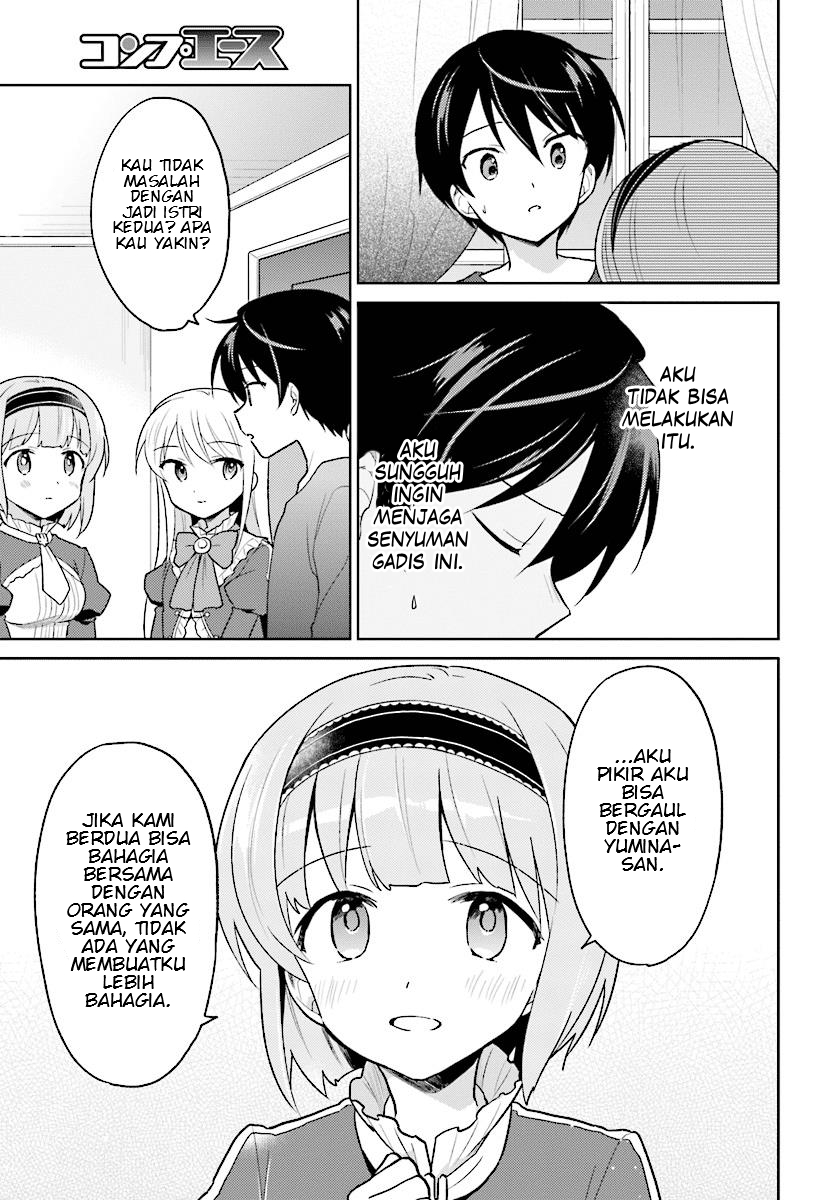 コンプエース
AKU
TIDAK BISA
MELAKUKAN
ITU.
AKU
SUNGGUH
INGIN
MENJAGA
SENYUMAN
GADIS INI.
KAU TIDAK
MASALAH
DENGAN
JADI ISTRI
KEDUA? APA
KAU YAKIN?
...AKU
PIKIR AKU
BISA
BERGAUL
DENGAN
YUMINA-
SAN.
JIKA KAMI
BERDUA BISA
BAHAGIA
BERSAMA
DENGAN
ORANG YANG
SAMA, TIDAK
ADA YANG
MEMBUATKU
LEBIH
BAHAGIA.